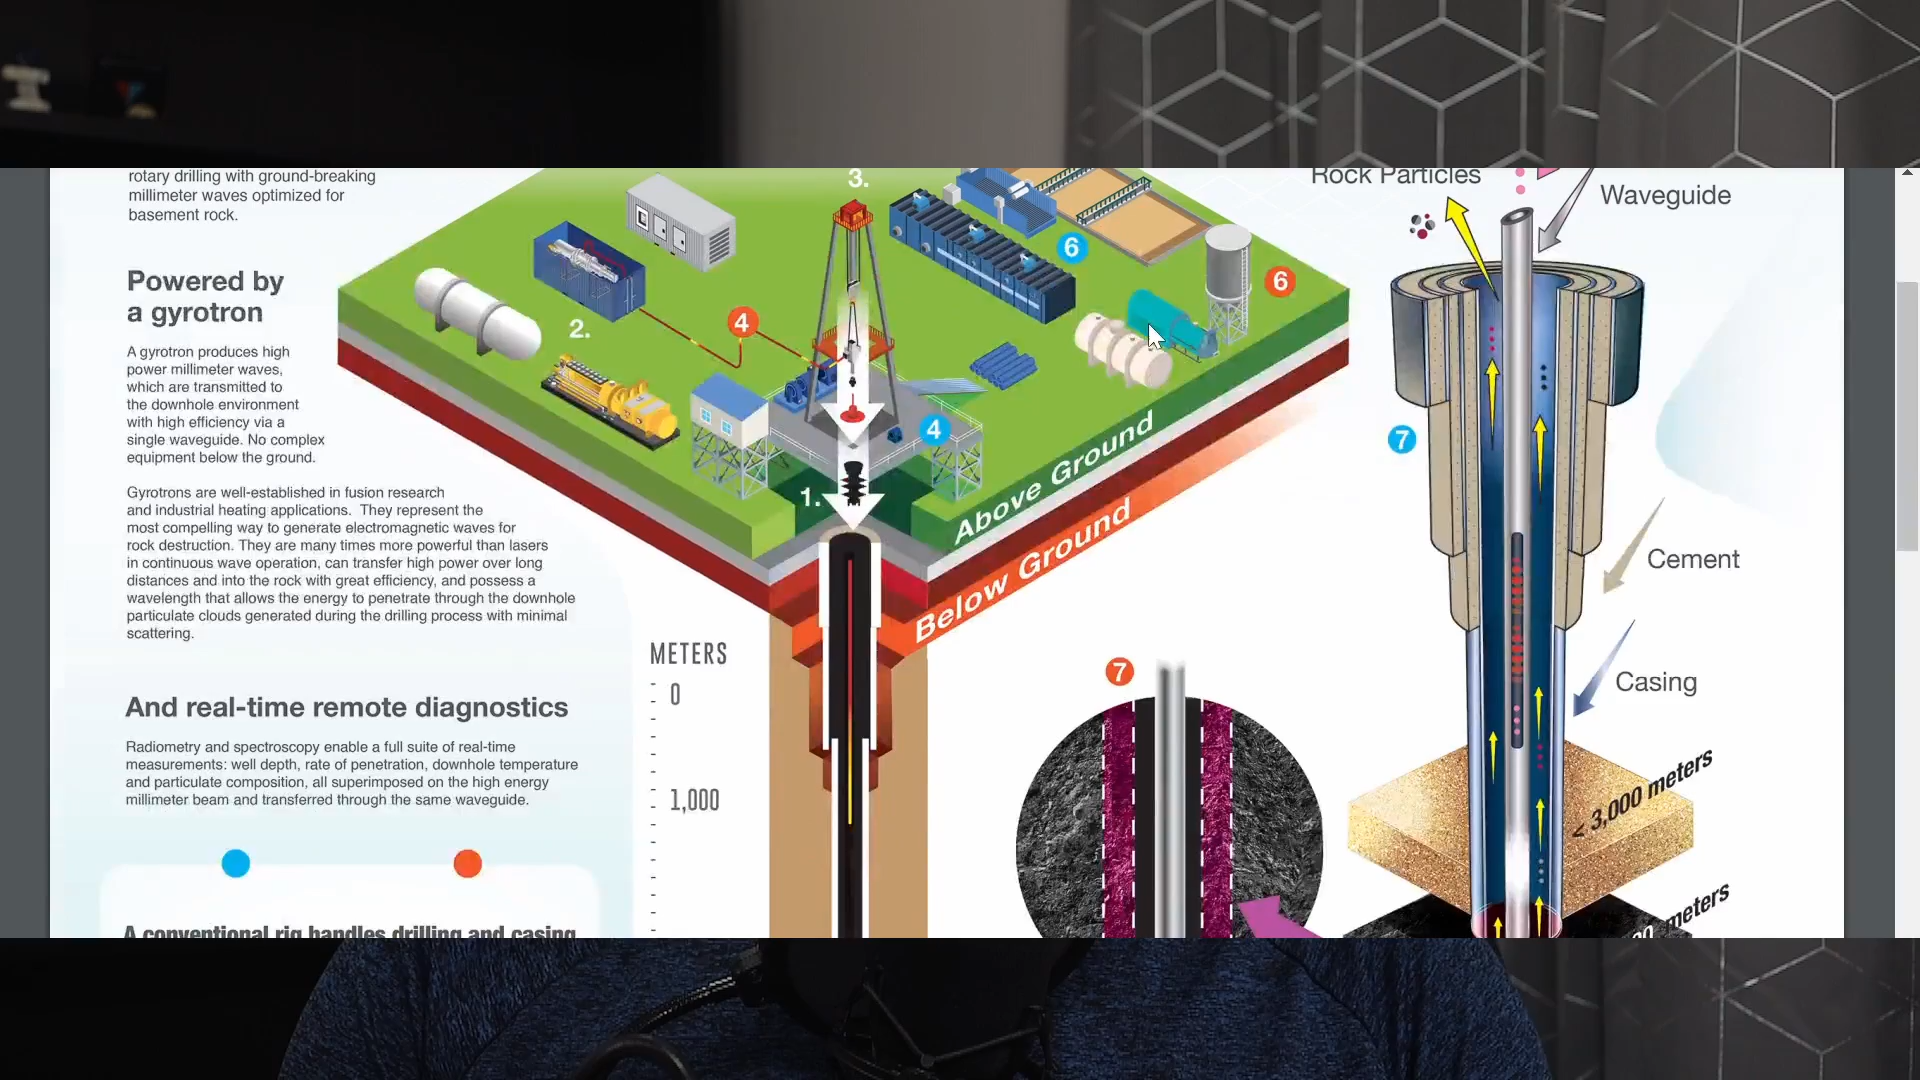 rotary drilling with ground-breaking
millimeter waves optimized for
basement rock.
Powered by
a gyrotron
A gyrotron produces high
power millimeter waves,
which are transmitted to
the downhole environment
with high efficiency via a
single waveguide. No complex
equipment below the ground.
Gyrotrons are well-established in fusion research
and industrial heating applications. They represent the
most compelling way to generate electromagnetic waves for
rock destruction. They are many times more powerful than lasers
in continuous wave operation, can transfer high power over long
distances and into the rock with great efficiency, and possess a
wavelength that allows the energy to penetrate through the downhole
particulate clouds generated during the drilling process with minimal
scattering.
And real-time remote diagnostics
Radiometry and spectroscopy enable a full suite of real-time
measurements: well depth, rate of penetration, downhole temperature
and particulate composition, all superimposed on the high energy
millimeter beam and transferred through the same waveguide.
A conventional rig handles drilling and casing
3.
6
6
4
2.
4
1.
Above Ground
Below Ground
METERS
0
1,000
7
Rock Particles
Waveguide
7
Cement
Casing
< 3,000 meters
meters